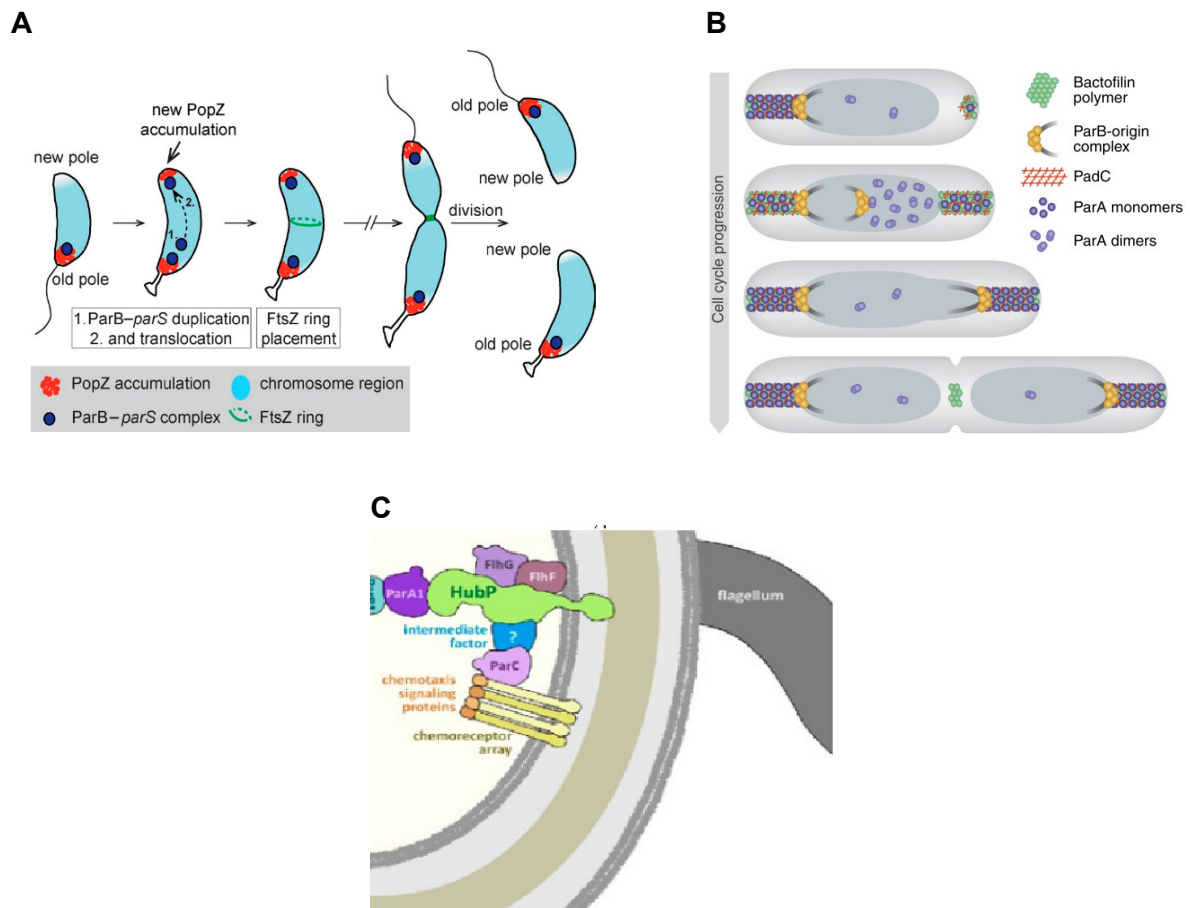 A
new PopZ
accumulation
new pole
old pole
1.
2.
old pole
new pole
division
new pole
old pole
1.ParB–parS duplication
2. and translocation
FtsZ ring
placement
PopZ accumulation
chromosome region
ParB–parS complex
FtsZ ring
B
Cell cycle progression
Bactofilin
polymer
ParB-origin
complex
PadC
ParA monomers
ParA dimers
C
FlhG
FlhF
ParA1
HubP
intermediate
factor
?
ParC
chemotaxis
signaling
proteins
chemoreceptor
array
flagellum